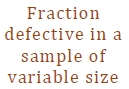 Fraction
defective in a
sample of
variable size